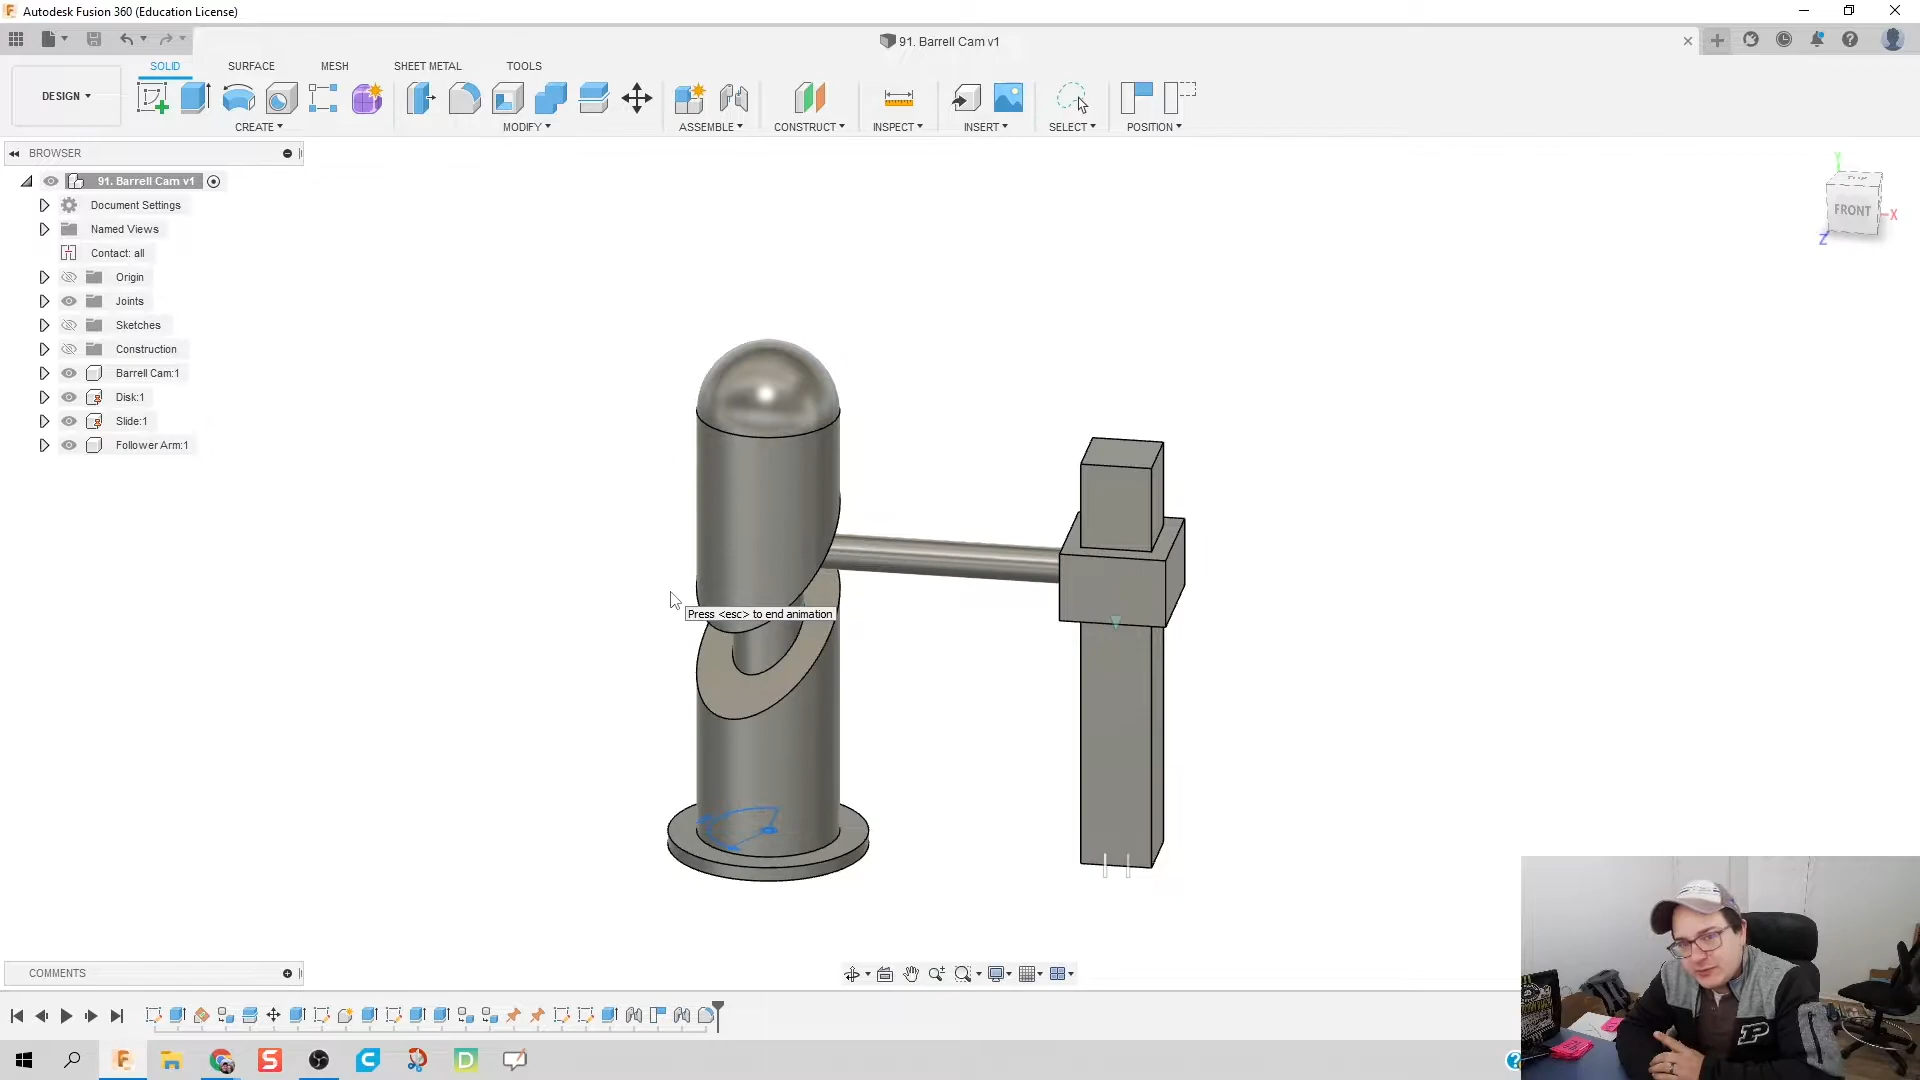 Autodesk Fusion 360 (Education License)
91. Barrell Cam v1
SOLID SURFACE MESH SHEET METAL TOOLS
DESIGN
CREATE MODIFY ASSEMBLE CONSTRUCT INSPECT INSERT SELECT POSITION
BROWSER
91. Barrell Cam v1
Document Settings
Named Views
Contact: all
Origin
Joints
Sketches
Construction
Barrell Cam:1
Disk:1
Slide:1
Follower Arm:1
Y
TOP
FRONT
X
Z
Press <esc> to end animation
COMMENTS
P